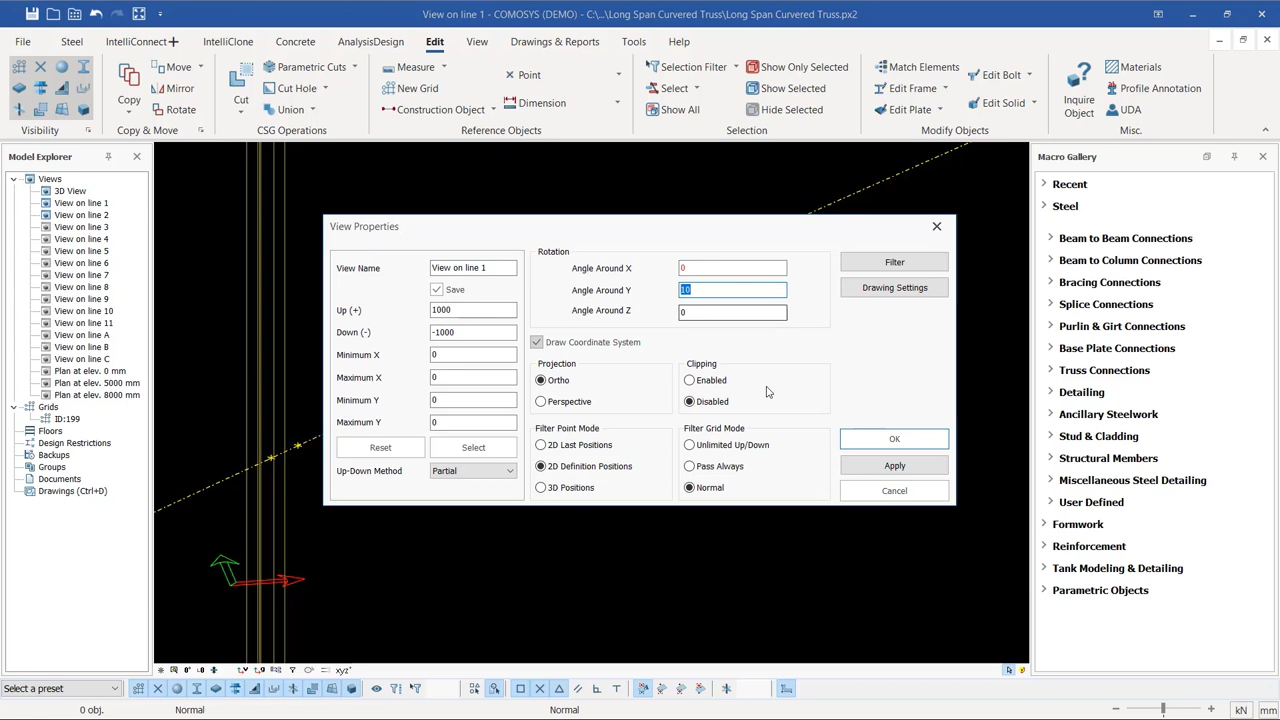 View on line 1 - COMOSYS (DEMO) - C:\...\Long Span Curvered Truss\Long Span Curvered Truss.px2
File Steel IntelliConnect IntelliClone Concrete AnalysisDesign Edit View Drawings & Reports Tools Help
Visibility
Copy
Move
Mirror
Rotate
Copy & Move
Cut
Parametric Cuts
Cut Hole
Union
CSG Operations
Measure
New Grid
Construction Object
Point
Dimension
Reference Objects
Selection Filter
Select
Show All
Show Only Selected
Show Selected
Hide Selected
Selection
Match Elements
Edit Frame
Edit Plate
Edit Bolt
Edit Solid
Modify Objects
Inquire
Object
Materials
Profile Annotation
UDA
Misc.
Model Explorer
Views
3D View
View on line 1
View on line 2
View on line 3
View on line 4
View on line 5
View on line 6
View on line 7
View on line 8
View on line 9
View on line 10
View on line 11
View on line A
View on line B
View on line C
Plan at elev. 0 mm
Plan at elev. 5000 mm
Plan at elev. 8000 mm
Grids
ID:199
Floors
Design Restrictions
Backups
Groups
Documents
Drawings (Ctrl+D)
View Properties
View Name View on line 1
Save
Up (+) 1000
Down (-) -1000
Minimum X 0
Maximum X 0
Minimum Y 0
Maximum Y 0
Reset Select
Up-Down Method Partial
Rotation
Angle Around X 0
Angle Around Y 10
Angle Around Z 0
Draw Coordinate System
Projection
Ortho
Perspective
Clipping
Enabled
Disabled
Filter Point Mode
2D Last Positions
2D Definition Positions
3D Positions
Filter Grid Mode
Unlimited Up/Down
Pass Always
Normal
Filter
Drawing Settings
OK
Apply
Cancel
Macro Gallery
Recent
Steel
Beam to Beam Connections
Beam to Column Connections
Bracing Connections
Splice Connections
Purlin & Girt Connections
Base Plate Connections
Truss Connections
Detailing
Ancillary Steelwork
Stud & Cladding
Structural Members
Miscellaneous Steel Detailing
User Defined
Formwork
Reinforcement
Tank Modeling & Detailing
Parametric Objects
Select a preset
0 obj. Normal Normal kN mm